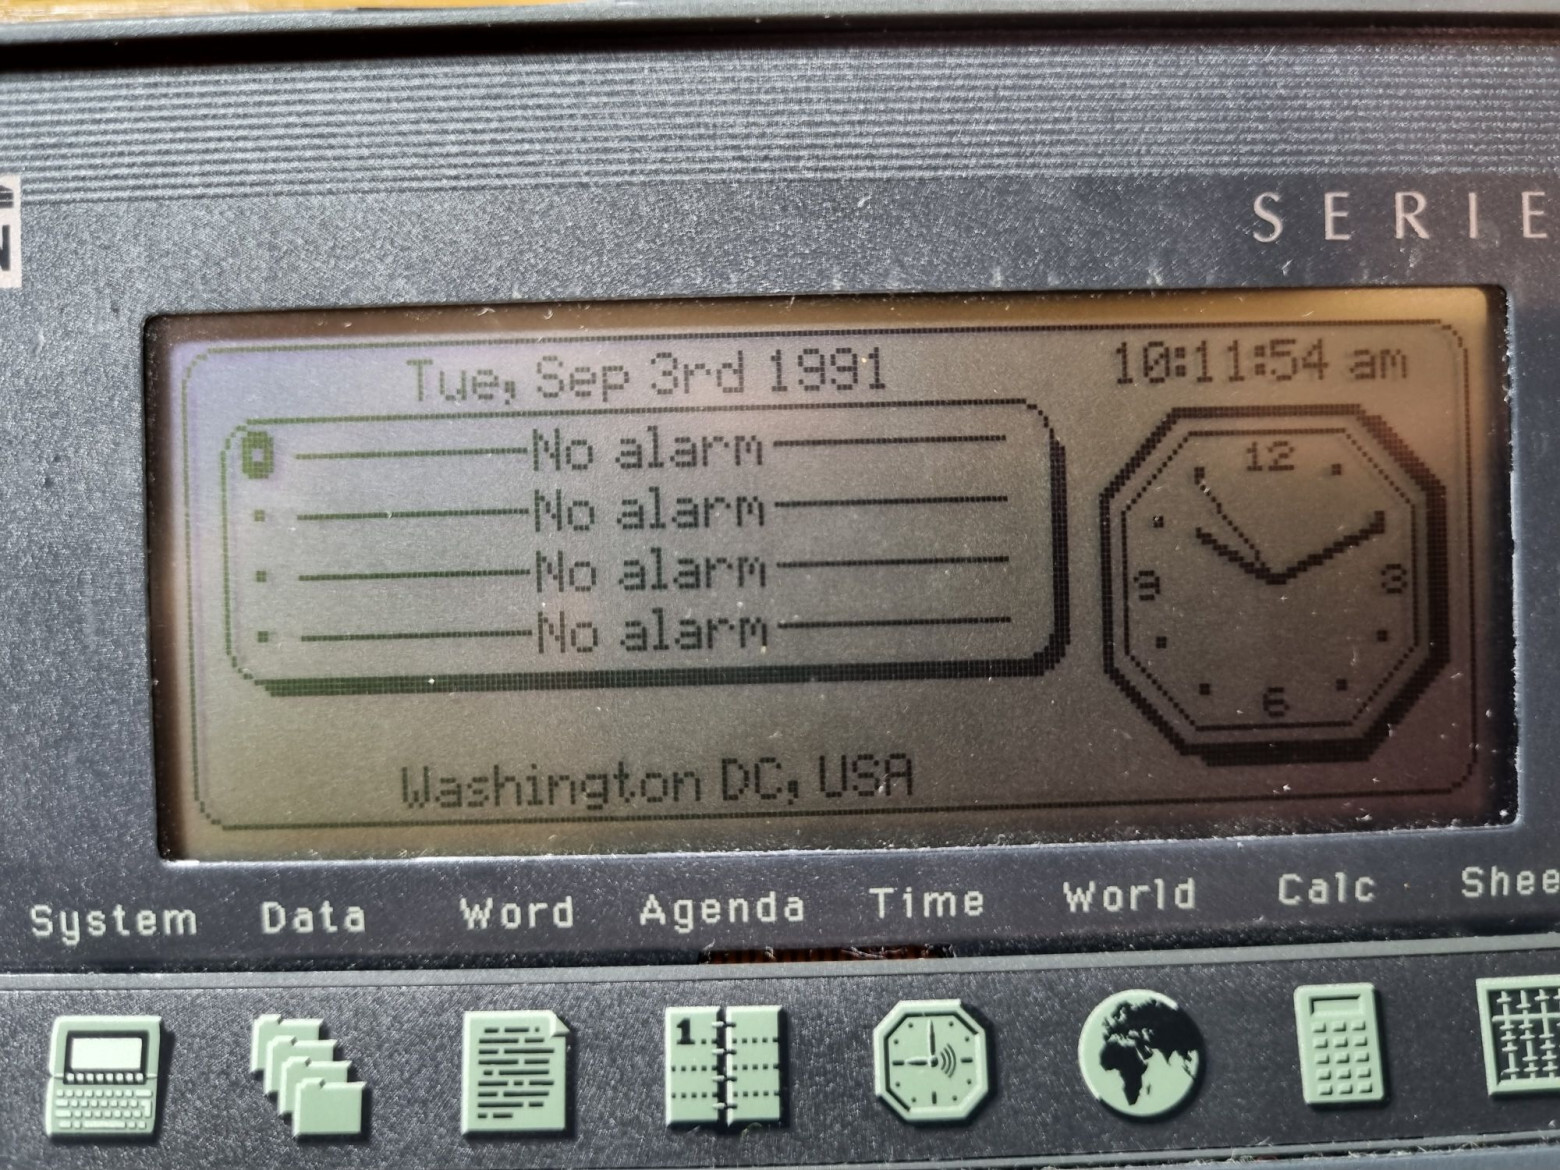 SERIE
Tue, Sep 3rd 1991
10:11:54 am
No alarm
No alarm
No alarm
No alarm
12
9
3
6
Washington DC, USA
System Data Word Agenda Time World Calc Shee
1